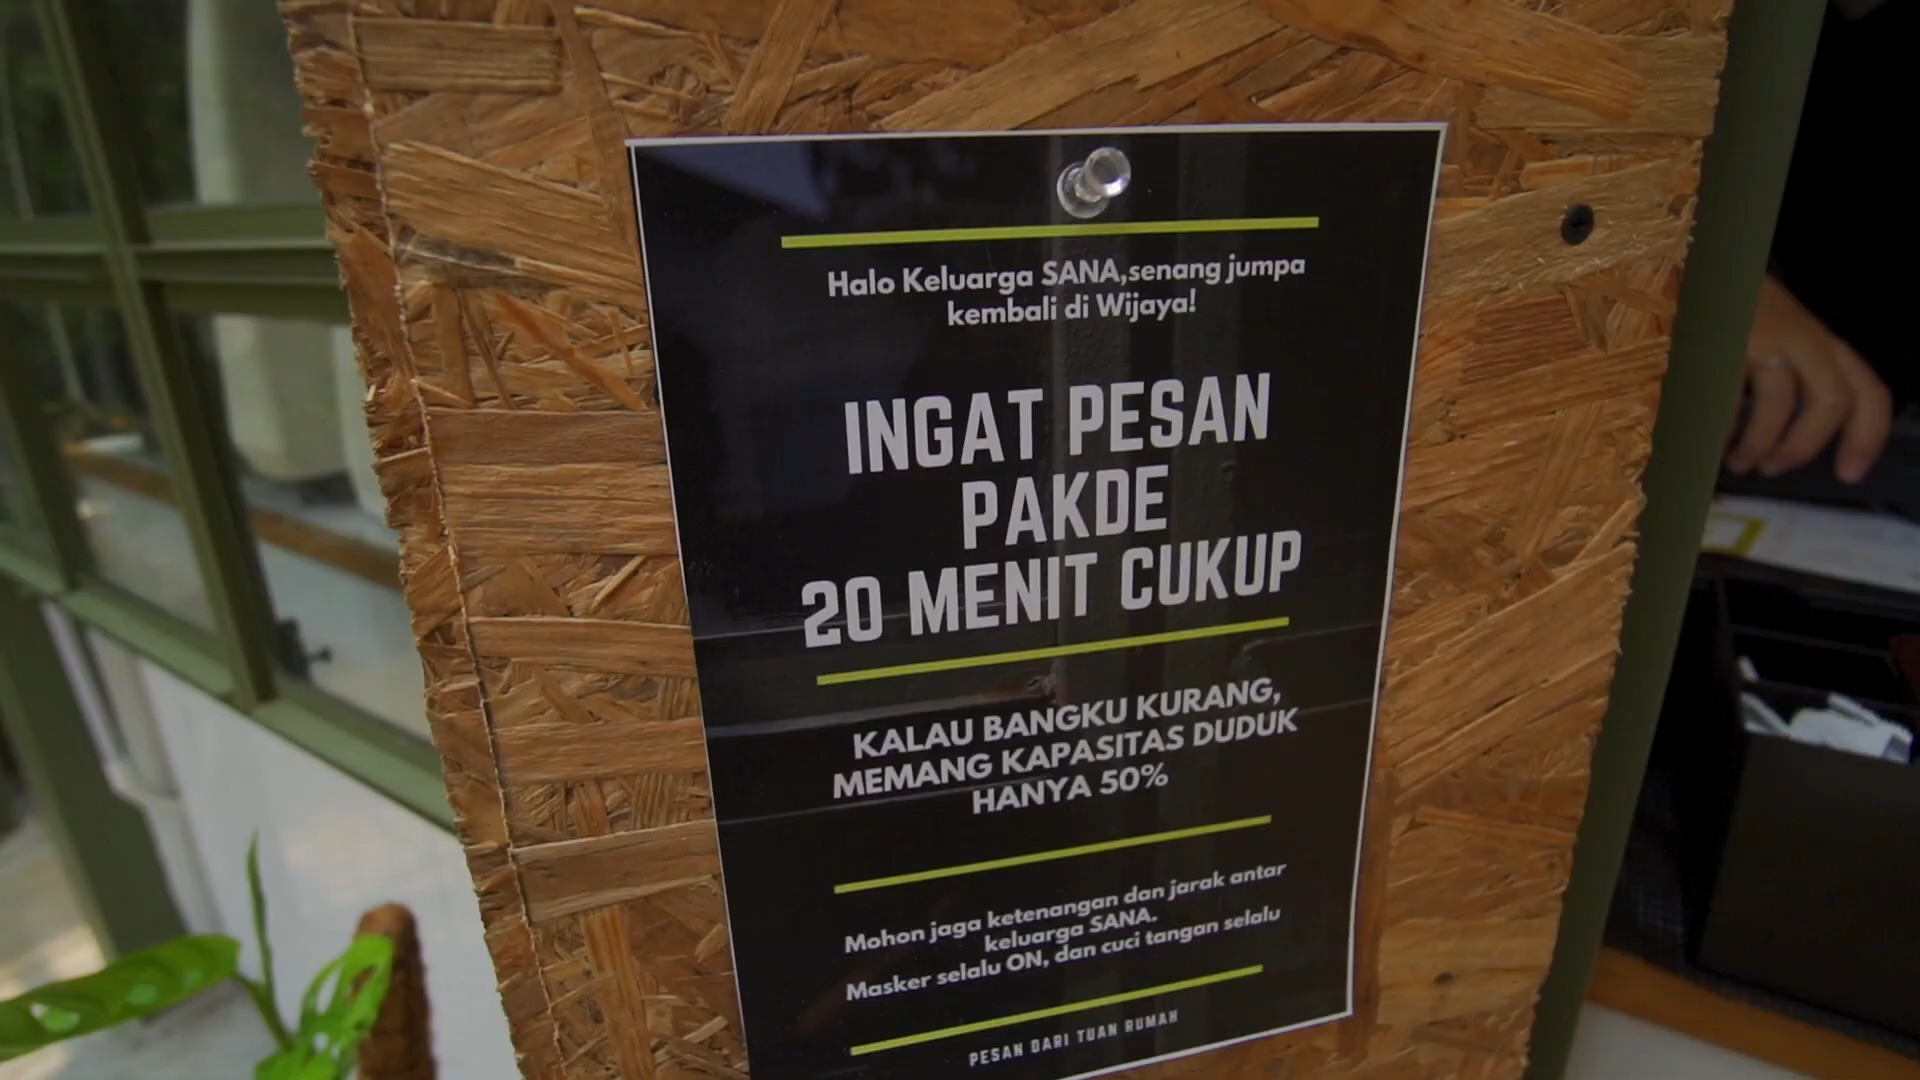 Halo Keluarga SANA,senang jumpa
kembali di Wijaya!
INGAT PESAN
PAKDE
20 MENIT CUKUP
KALAU BANGKU KURANG,
MEMANG KAPASITAS DUDUK
HANYA 50%
Mohon jaga ketenangan dan jarak antar
keluarga SANA.
Masker selalu ON, dan cuci tangan selalu
PESAN DARI TUAN RUMAH